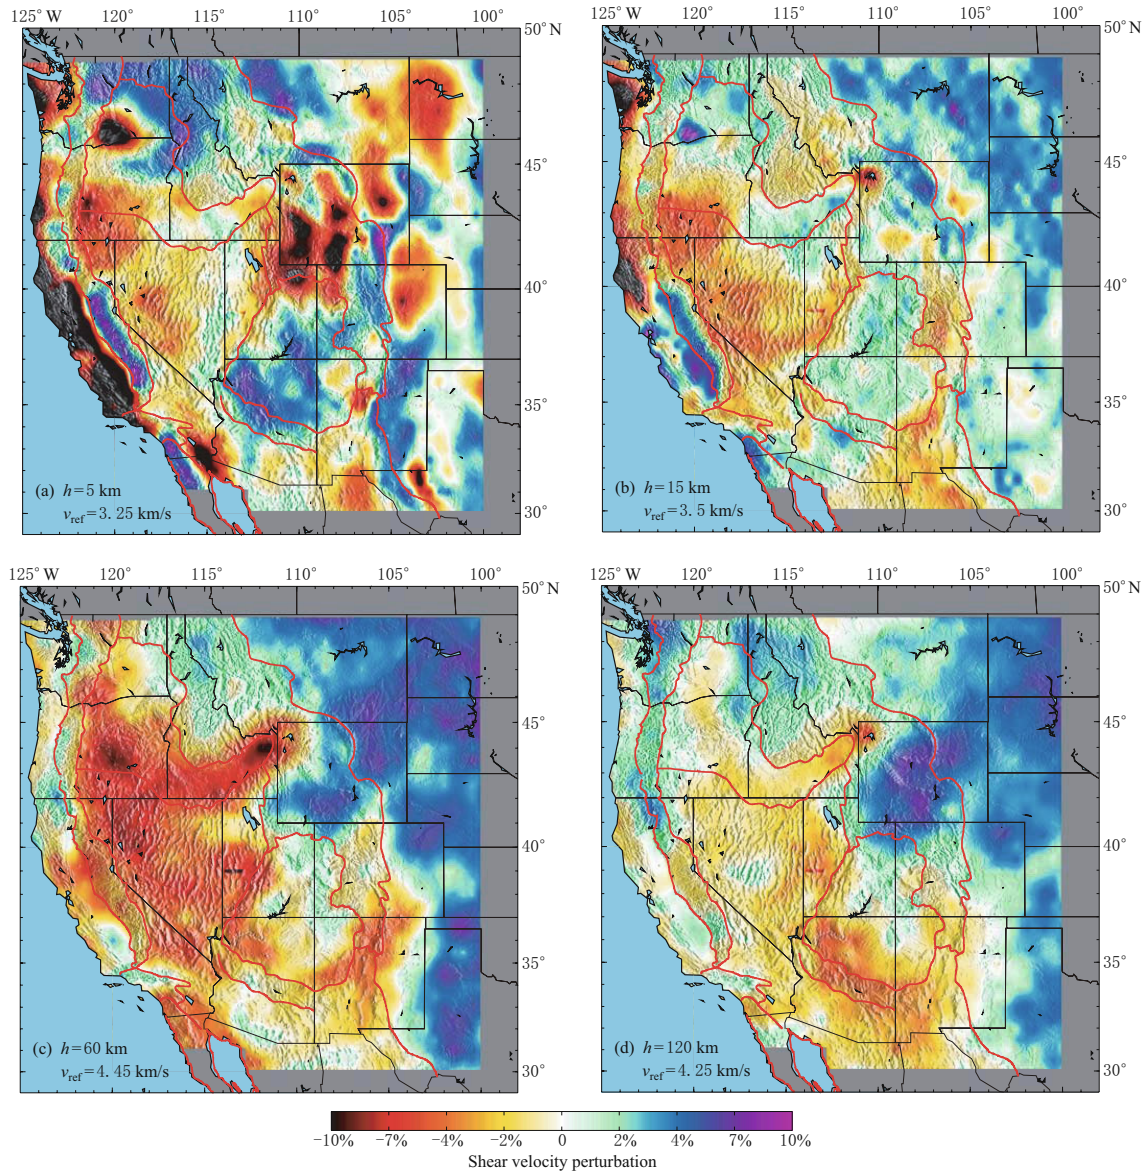 125° W 120° 115° 110° 105° 100°
50° N
45°
40°
35°
30°
(a) h=5 km
vref=3. 25 km/s
125° W 120° 115° 110° 105° 100°
50° N
45°
40°
35°
30°
(b) h=15 km
vref=3. 5 km/s
125° W 120° 115° 110° 105° 100°
50° N
45°
40°
35°
30°
(c) h=60 km
vref=4. 45 km/s
125° W 120° 115° 110° 105° 100°
50° N
45°
40°
35°
30°
(d) h=120 km
vref=4. 25 km/s
−10% −7% −4% −2% 0 2% 4% 7% 10%
Shear velocity perturbation